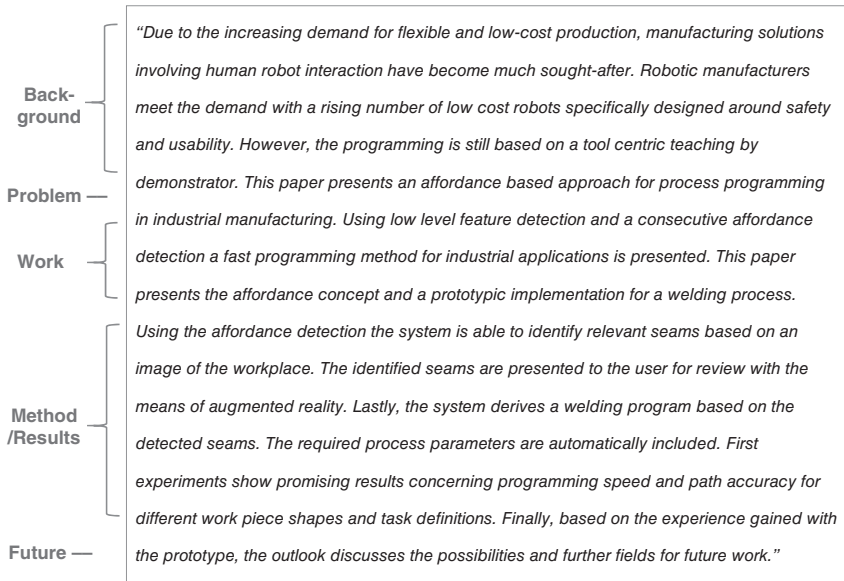 Back-
ground
Problem
Work
Method
/Results
Future
“Due to the increasing demand for flexible and low-cost production, manufacturing solutions
involving human robot interaction have become much sought-after. Robotic manufacturers
meet the demand with a rising number of low cost robots specifically designed around safety
and usability. However, the programming is still based on a tool centric teaching by
demonstrator. This paper presents an affordance based approach for process programming
in industrial manufacturing. Using low level feature detection and a consecutive affordance
detection a fast programming method for industrial applications is presented. This paper
presents the affordance concept and a prototypic implementation for a welding process.
Using the affordance detection the system is able to identify relevant seams based on an
image of the workplace. The identified seams are presented to the user for review with the
means of augmented reality. Lastly, the system derives a welding program based on the
detected seams. The required process parameters are automatically included. First
experiments show promising results concerning programming speed and path accuracy for
different work piece shapes and task definitions. Finally, based on the experience gained with
the prototype, the outlook discusses the possibilities and further fields for future work.”